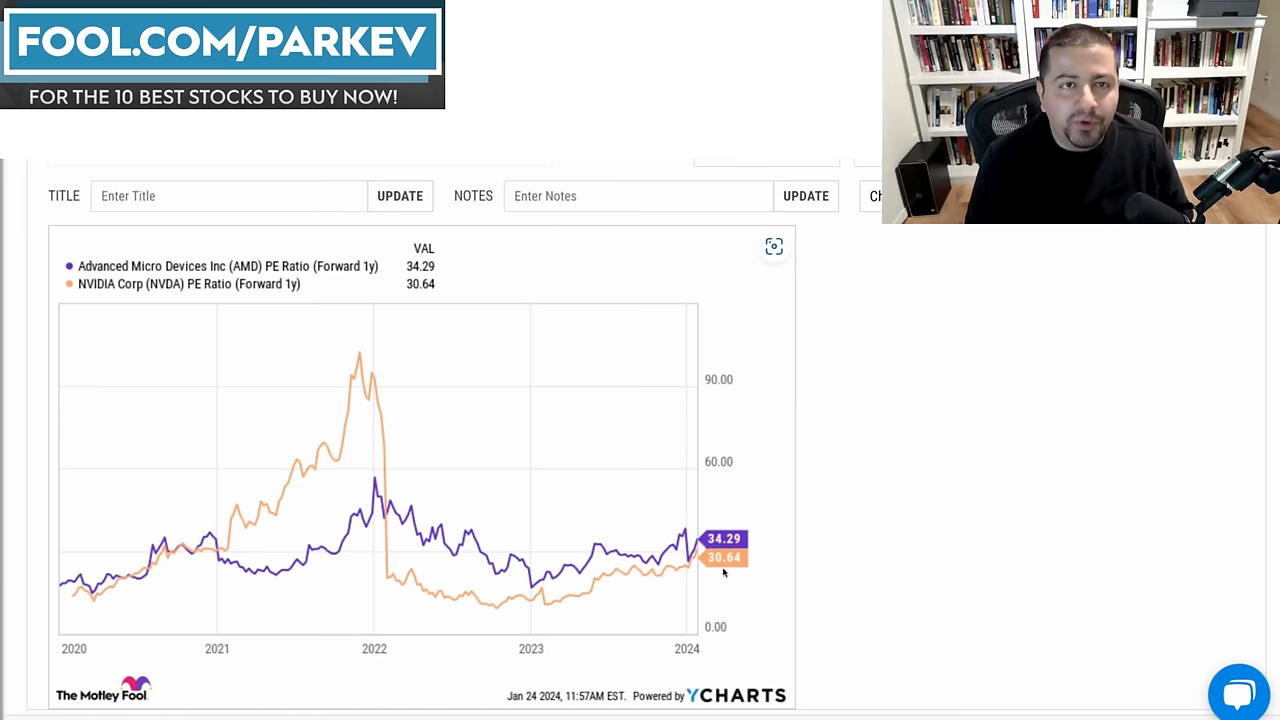 FOOL.COM/PARKEV
FOR THE 10 BEST STOCKS TO BUY NOW!
TITLE Enter Title UPDATE NOTES Enter Notes UPDATE Ch
VAL
Advanced Micro Devices Inc (AMD) PE Ratio (Forward 1y) 34.29
NVIDIA Corp (NVDA) PE Ratio (Forward 1y) 30.64
90.00
60.00
34.29
30.64
0.00
2020 2021 2022 2023 2024
The Motley Fool. Jan 24 2024, 11:57AM EST. Powered by YCHARTS